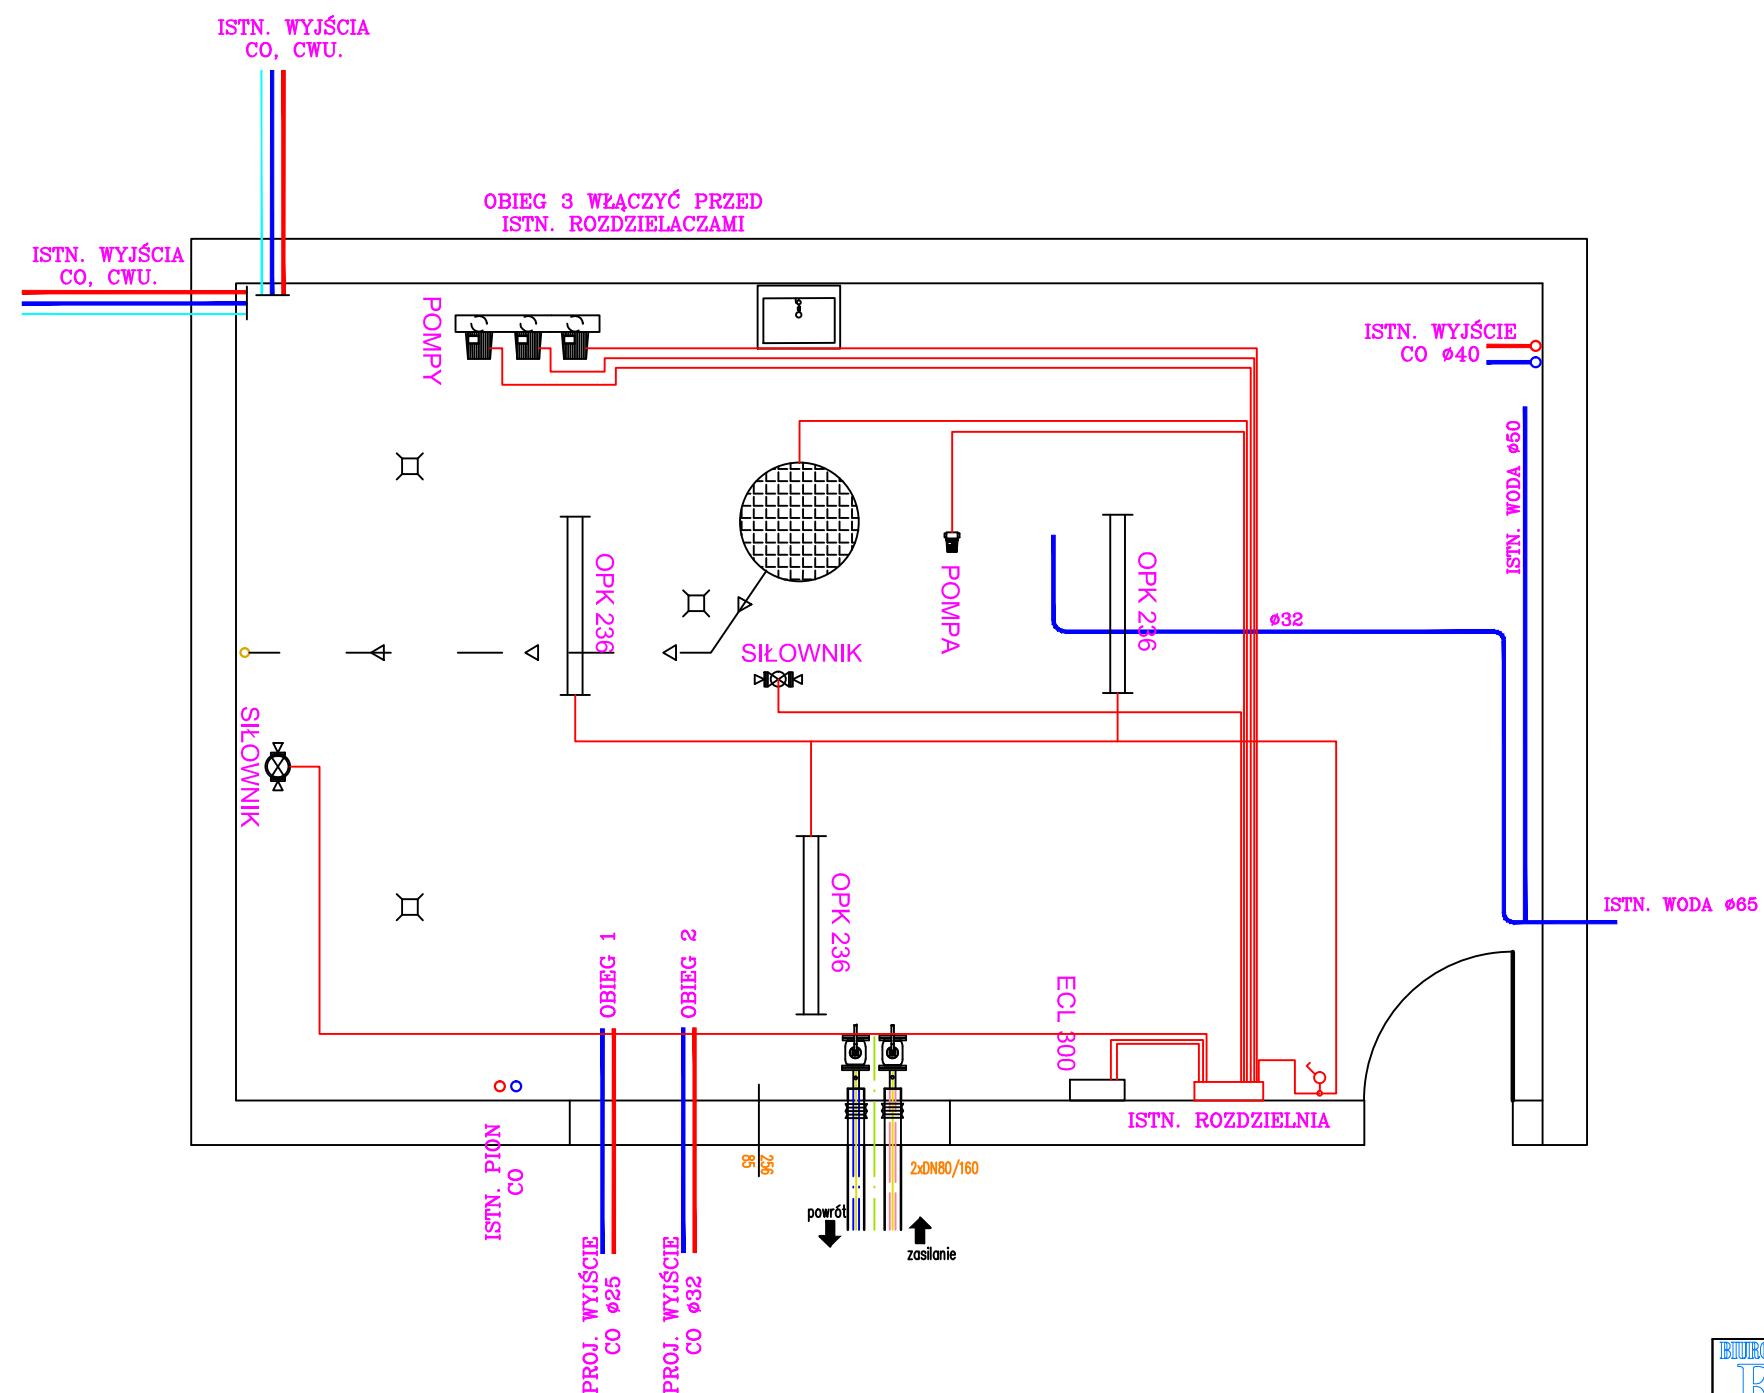 ISTN. WYJŚCIA
CO, CWU.
OBIEG 3 WŁĄCZYĆ PRZED
ISTN. ROZDZIELACZAMI
ISTN. WYJŚCIA
CO, CWU.
POMPY
ISTN. WYJŚCIE
CO ø40
ISTN. WODA ø50
OPK 236
POMPA
OPK 236
ø32
SIŁOWNIK
SIŁOWNIK
OPK 236
ISTN. WODA ø65
OBIEG 1
OBIEG 2
ECL 300
ISTN. ROZDZIELNIA
ISTN. PION
CO
256
85
2xDN80/160
powrót
zasilanie
PROJ. WYJŚCIE
CO ø25
PROJ. WYJŚCIE
CO ø32